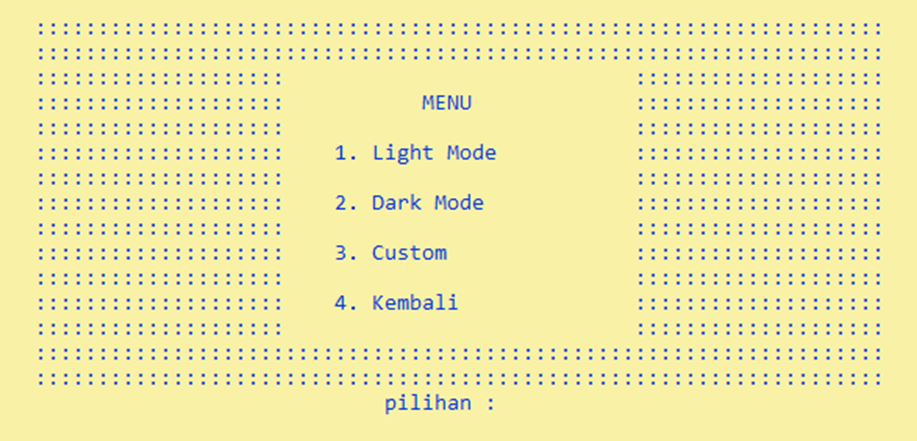 MENU
1. Light Mode
2. Dark Mode
3. Custom
4. Kembali
pilihan :